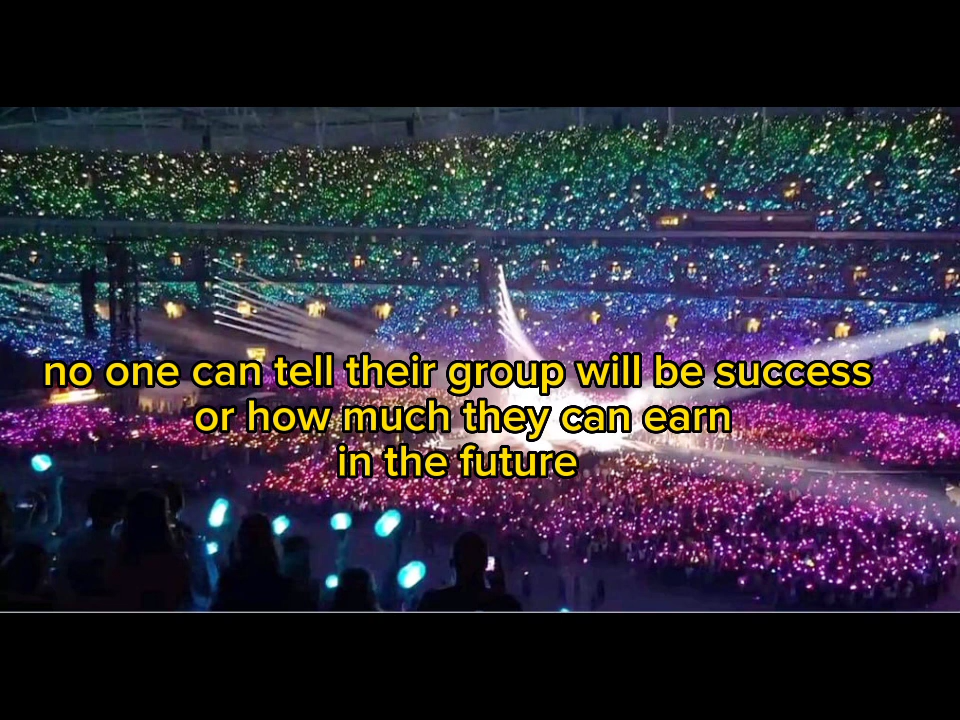 no one can tell their group will be success
or how much they can earn
in the future